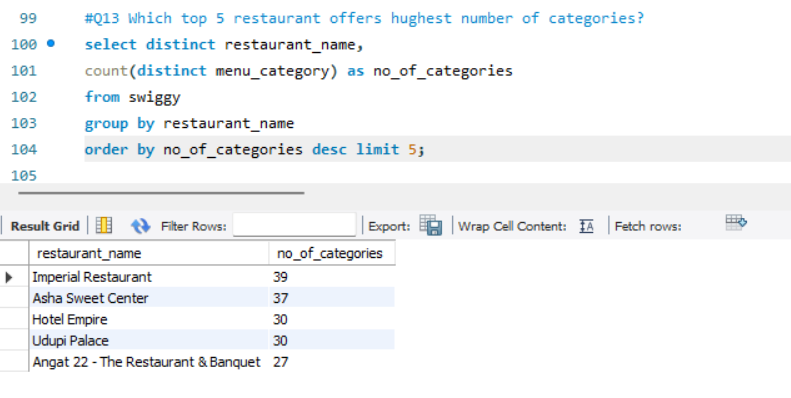 99 #Q13 Which top 5 restaurant offers hughest number of categories?
100 select distinct restaurant_name,
101 count(distinct menu_category) as no_of_categories
102 from swiggy
103 group by restaurant_name
104 order by no_of_categories desc limit 5;
105
Result Grid Filter Rows: Export: Wrap Cell Content: Fetch rows:
restaurant_name no_of_categories
Imperial Restaurant 39
Asha Sweet Center 37
Hotel Empire 30
Udupi Palace 30
Angat 22 - The Restaurant & Banquet 27